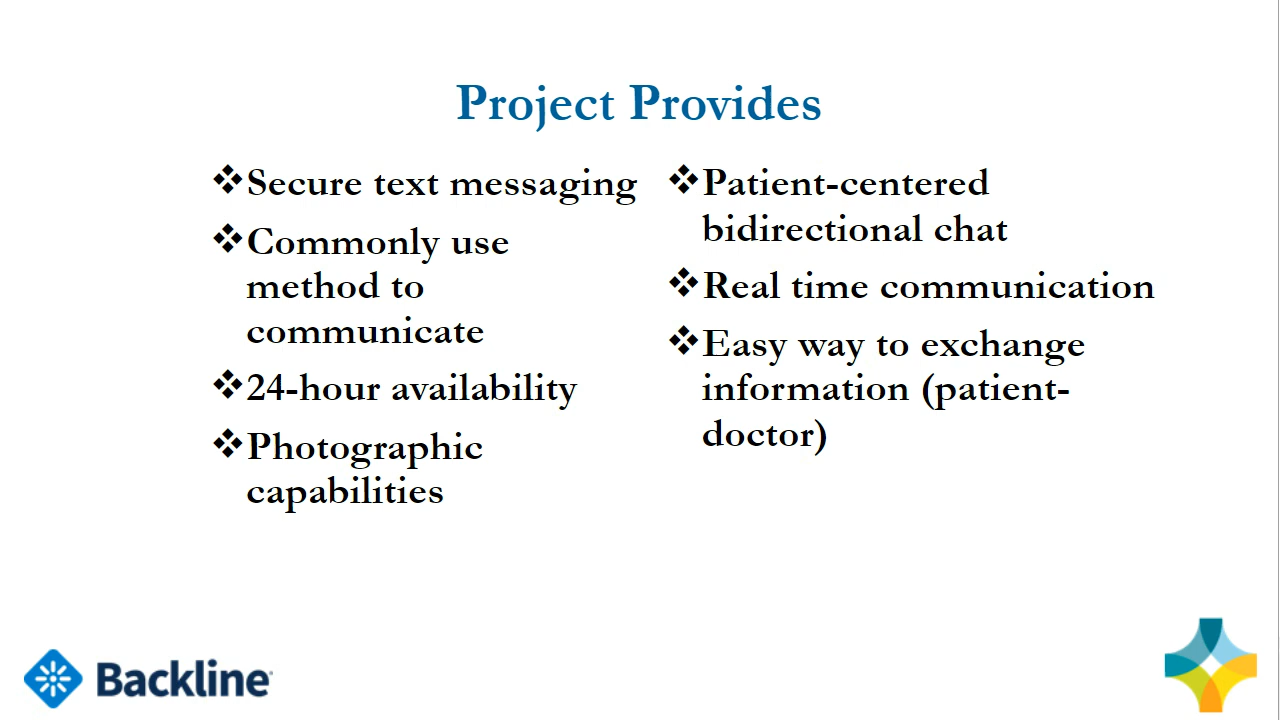 Project Provides
❖Secure text messaging
❖Commonly use
method to
communicate
❖24-hour availability
❖Photographic
capabilities
❖Patient-centered
bidirectional chat
❖Real time communication
❖Easy way to exchange
information (patient-
doctor)
Backline